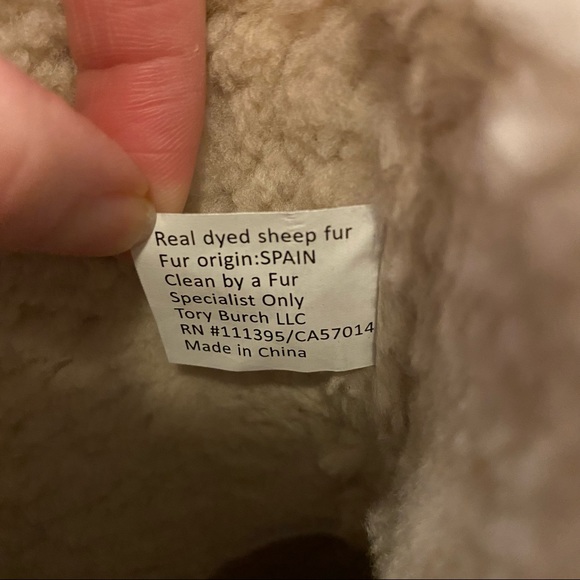 Real dyed sheep fur
Fur origin:SPAIN
Clean by a Fur
Specialist Only
Tory Burch LLC
RN #111395/CA57014
Made in China